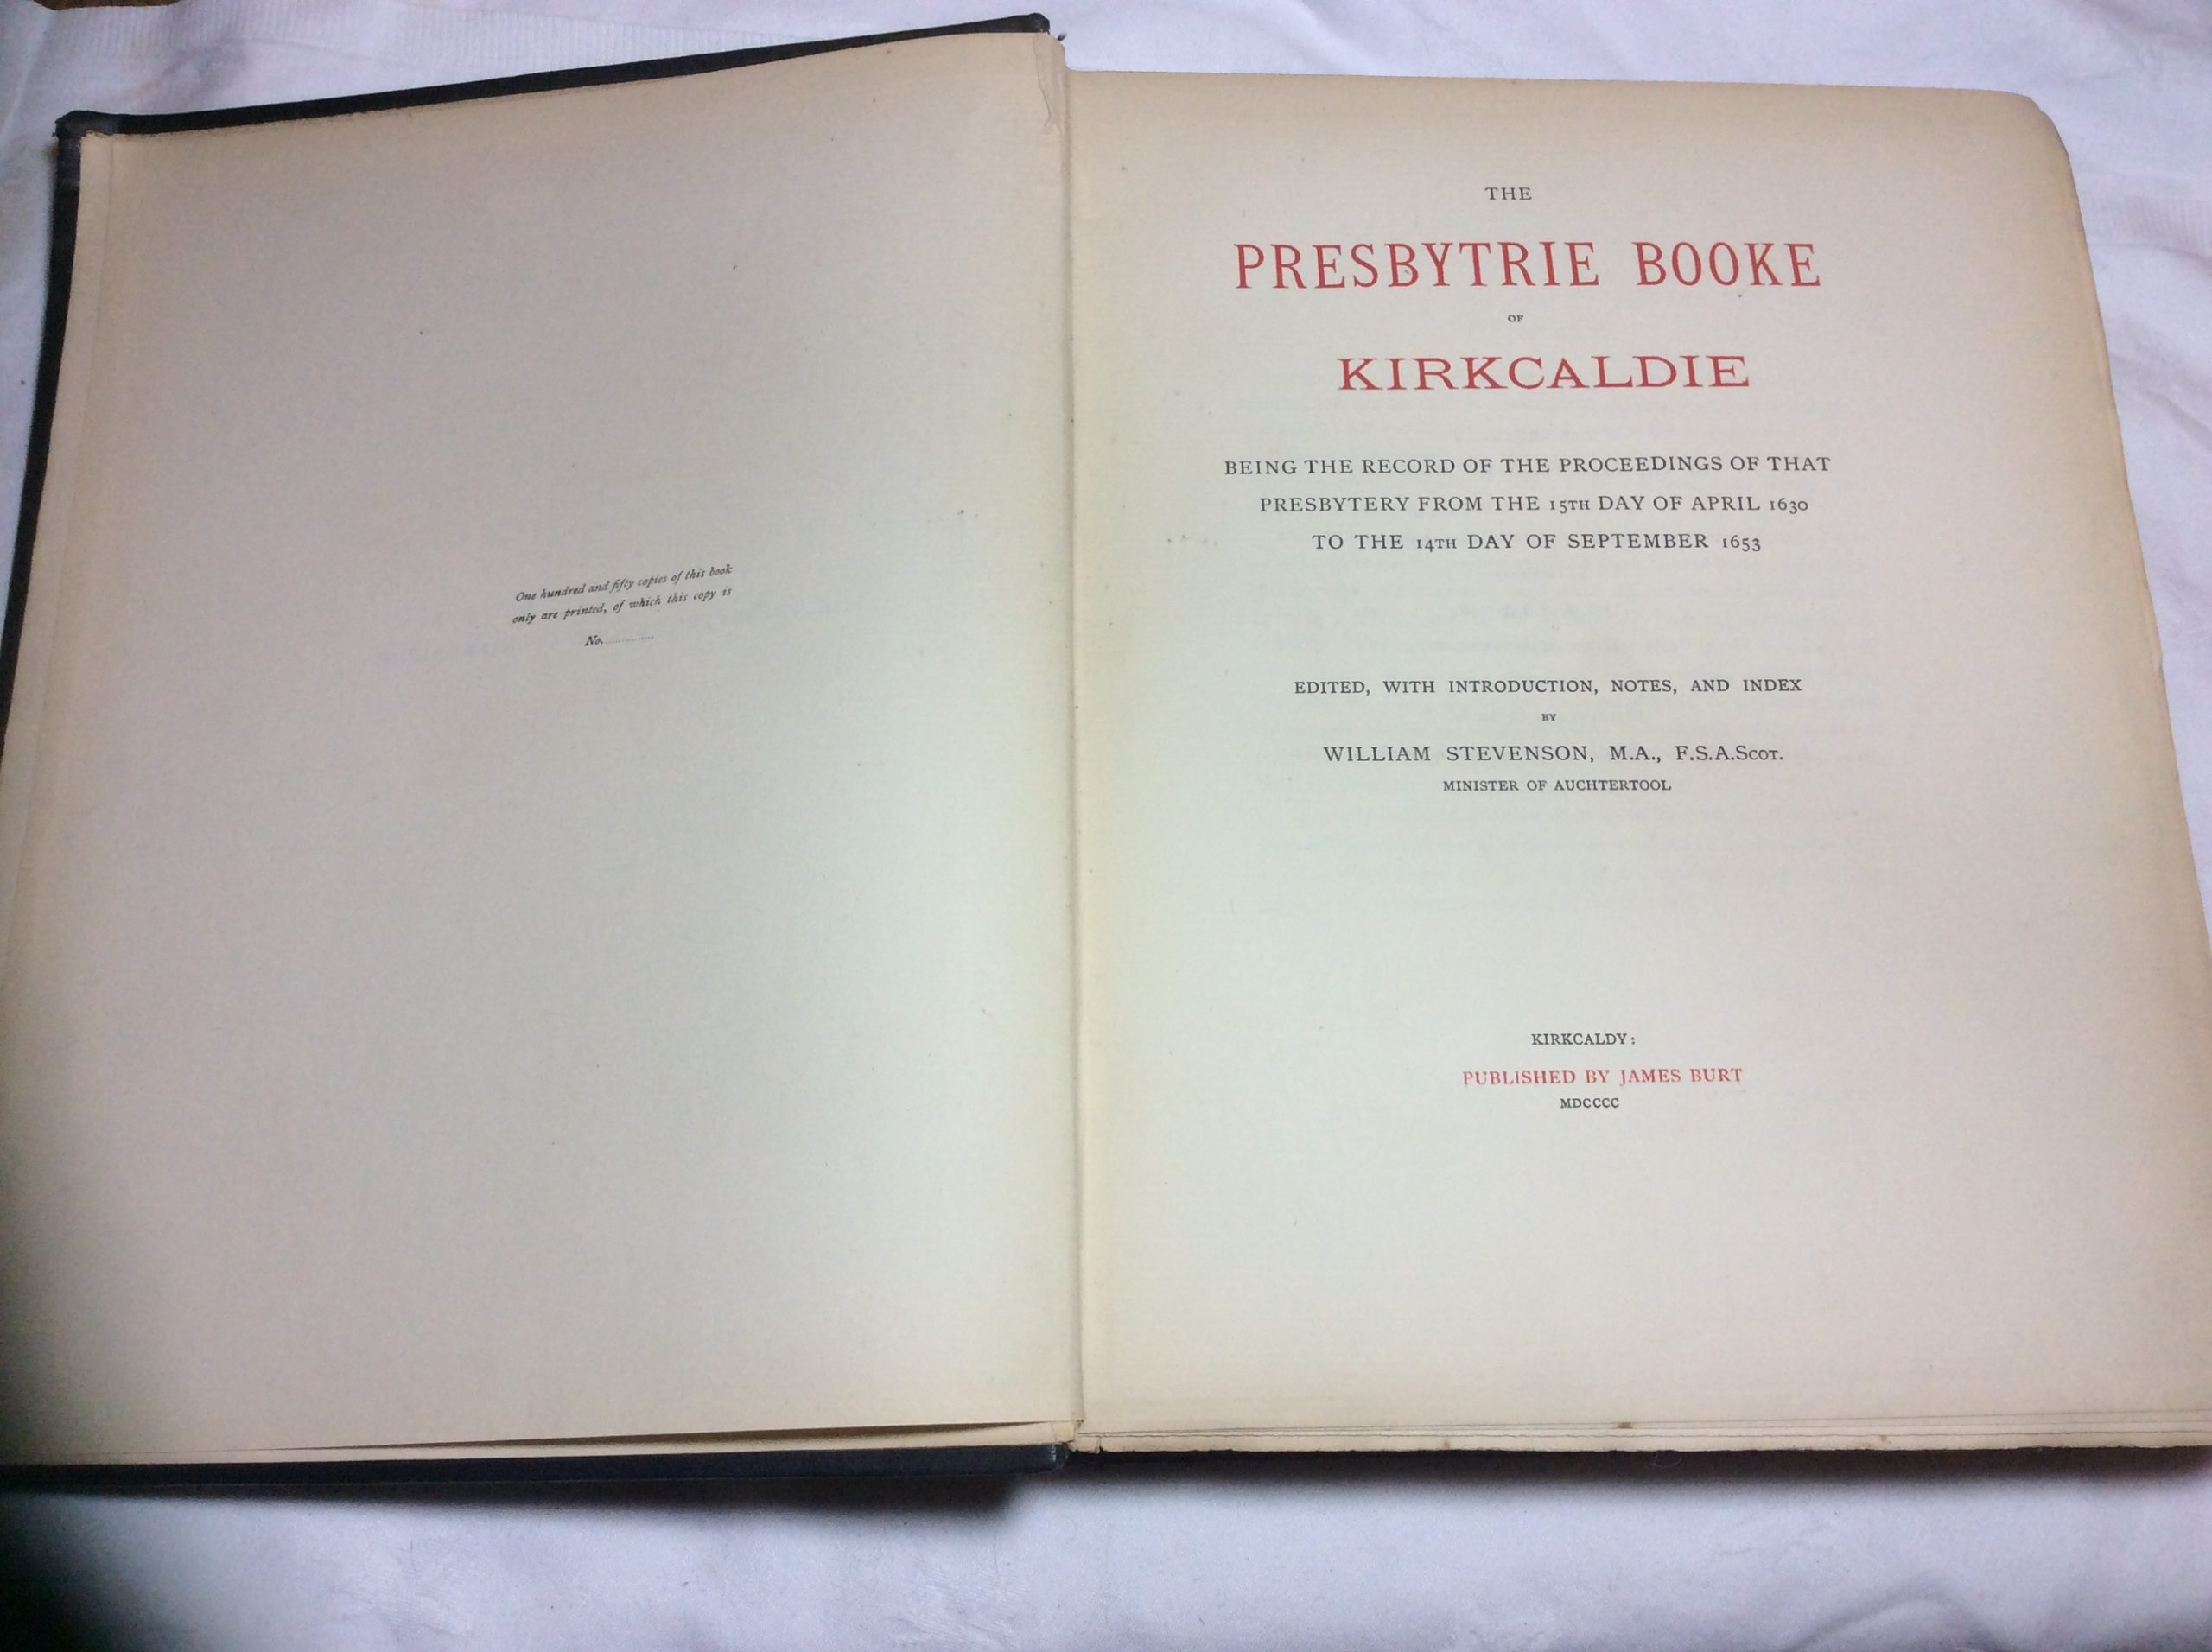 One hundred and fifty copies of this book
only are printed, of which this copy is
No.............
THE
PRESBYTRIE BOOKE
OF
KIRKCALDIE
BEING THE RECORD OF THE PROCEEDINGS OF THAT
PRESBYTERY FROM THE 15TH DAY OF APRIL 1630
TO THE 14TH DAY OF SEPTEMBER 1653
EDITED, WITH INTRODUCTION, NOTES, AND INDEX
BY
WILLIAM STEVENSON, M.A., F.S.A.SCOT.
MINISTER OF AUCHTERTOOL
KIRKCALDY:
PUBLISHED BY JAMES BURT
MDCCCC